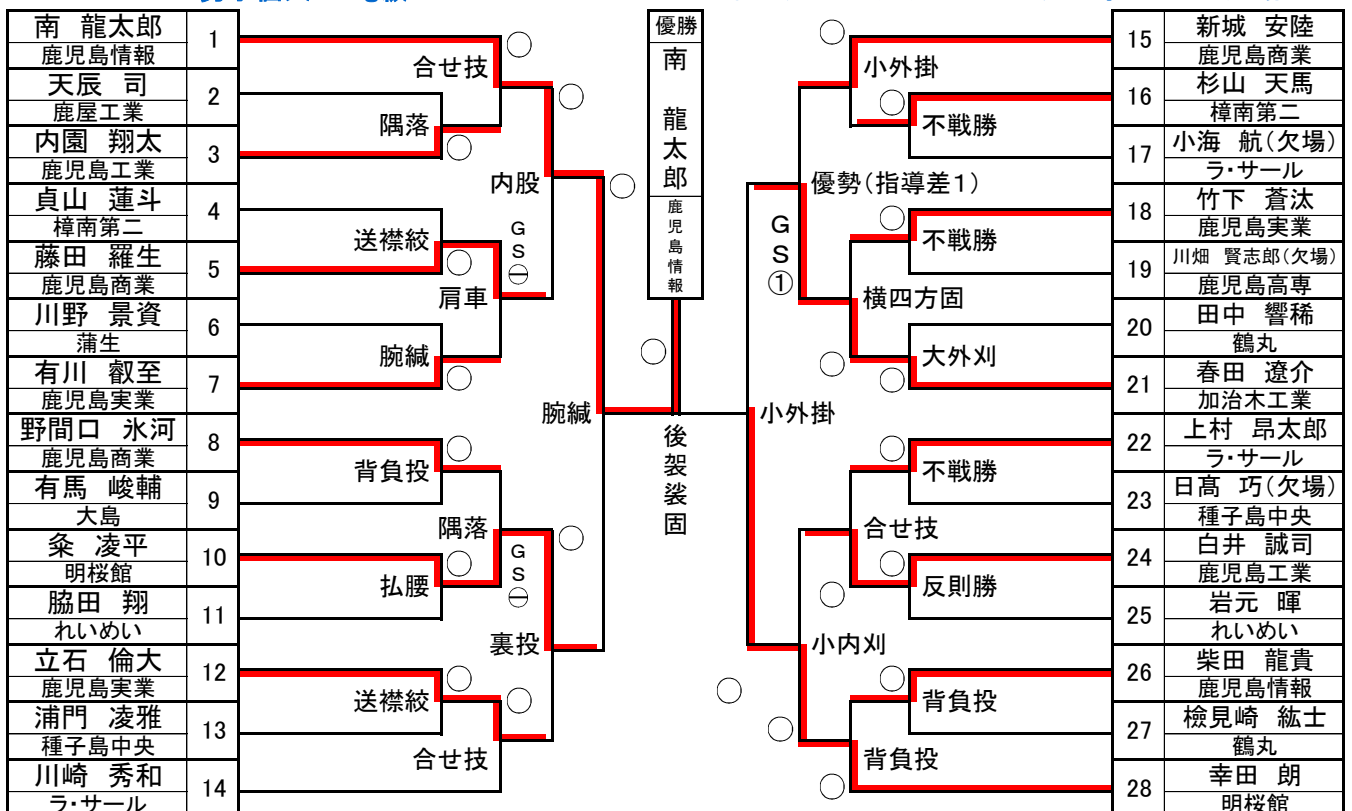 南 龍太郎
鹿児島情報
1
天辰 司
鹿屋工業
2
内園 翔太
鹿児島工業
3
貞山 蓮斗
樟南第二
4
藤田 羅生
鹿児島商業
5
川野 景資
蒲生
6
有川 叡至
鹿児島実業
7
野間口 氷河
鹿児島商業
8
有馬 峻輔
大島
9
粂 凌平
明桜館
10
脇田 翔
れいめい
11
立石 倫大
鹿児島実業
12
浦門 凌雅
種子島中央
13
川崎 秀和
ラ・サール
14
合せ技
隅落
送襟絞
腕緘
背負投
払腰
送襟絞
内股
GS
肩車
隅落
GS
裏投
合せ技
腕緘
優勝
南 龍太郎
鹿児島情報
後袈裟固
小外掛
優勢(指導差1)
GS①
小内刈
小外掛
不戦勝
不戦勝
横四方固
大外刈
不戦勝
合せ技
反則勝
背負投
背負投
15
新城 安陸
鹿児島商業
16
杉山 天馬
樟南第二
17
小海 航(欠場)
ラ・サール
18
竹下 蒼汰
鹿児島実業
19
川畑 賢志郎(欠場)
鹿児島高専
20
田中 響稀
鶴丸
21
春田 遼介
加治木工業
22
上村 昂太郎
ラ・サール
23
日髙 巧(欠場)
種子島中央
24
白井 誠司
鹿児島工業
25
岩元 暉
れいめい
26
柴田 龍貴
鹿児島情報
27
檢見崎 紘士
鶴丸
28
幸田 朗
明桜館